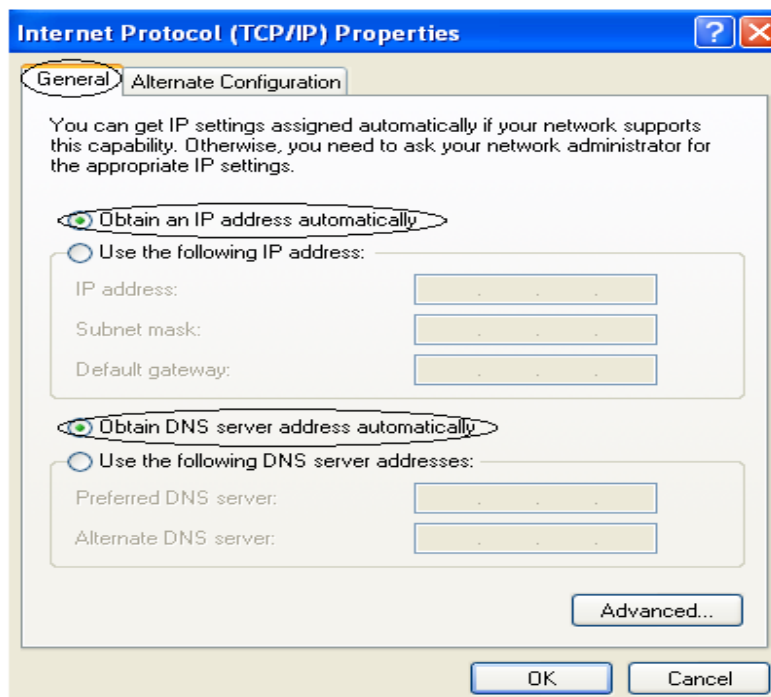 Internet Protocol (TCP/IP) Properties
General
Alternate Configuration
You can get IP settings assigned automatically if your network supports
this capability. Otherwise, you need to ask your network administrator for
the appropriate IP settings.
Obtain an IP address automatically
Use the following IP address:
IP address:
Subnet mask:
Default gateway:
Obtain DNS server address automatically
Use the following DNS server addresses:
Preferred DNS server:
Alternate DNS server:
Advanced...
OK
Cancel